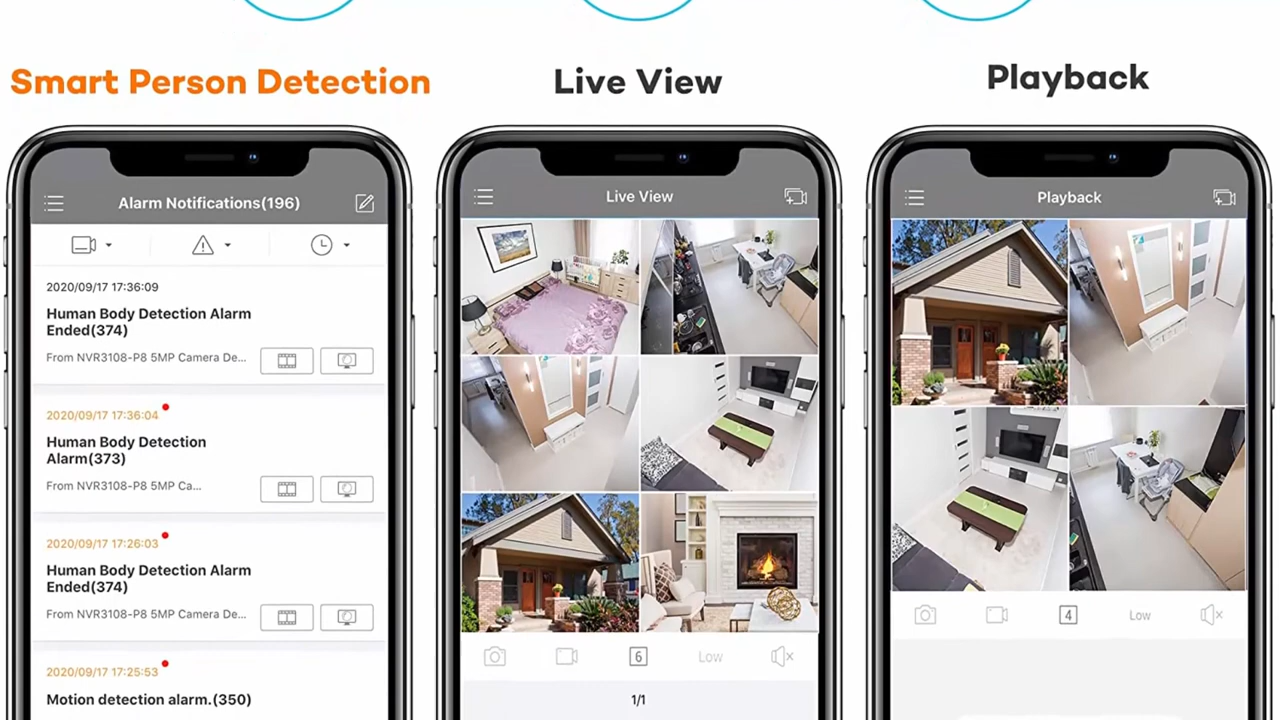 Smart Person Detection
Live View
Playback
Alarm Notifications(196)
2020/09/17 17:36:09
Human Body Detection Alarm
Ended(374)
From NVR3108-P8 5MP Camera De...
2020/09/17 17:36:04
Human Body Detection
Alarm(373)
From NVR3108-P8 5MP Ca...
2020/09/17 17:26:03
Human Body Detection Alarm
Ended(374)
From NVR3108-P8 5MP Camera De...
2020/09/17 17:25:53
Motion detection alarm.(350)
Live View
6
Low
1/1
Playback
4
Low